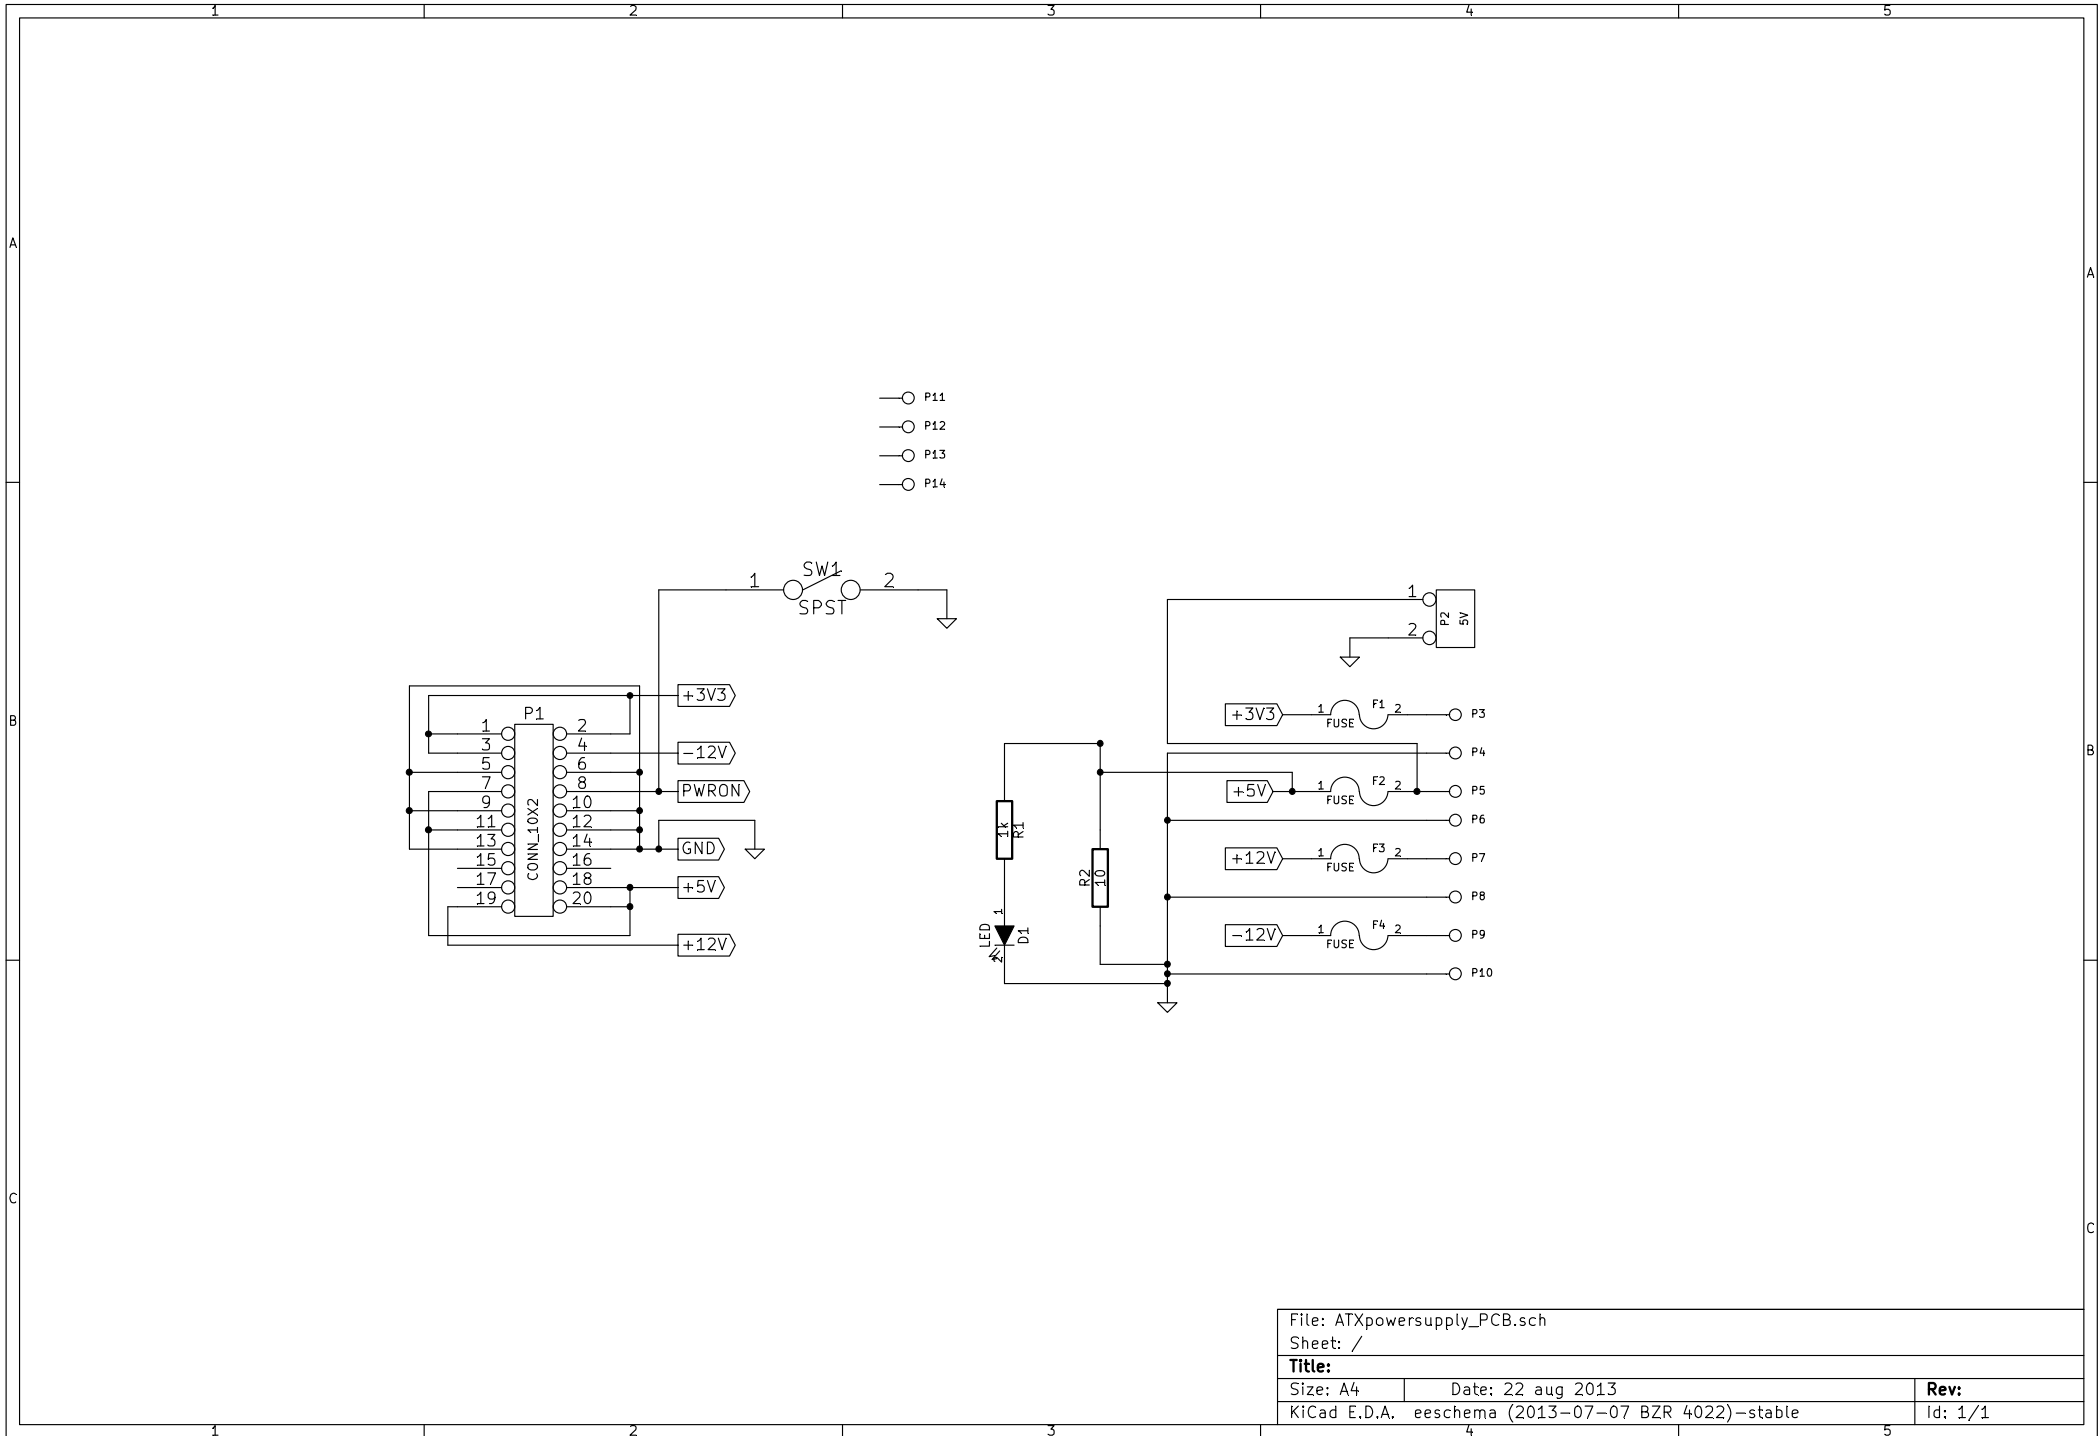 1 2 3 4 5
A
A
P11
P12
P13
P14
SW1
1 2
SPST
1
P2
5V
2
+3V3
P1
B
1 2
3 4
-12V
5 6
7 8
PWRON
9 10
11 12
13 14
GND
15 16
17 18
+5V
19 20
+12V
CONN_10X2
1k
R1
R2
10
1
LED
D1
2
+3V3 1 F1 2 P3
FUSE
P4
B
+5V 1 F2 2 P5
FUSE
P6
+12V 1 F3 2 P7
FUSE
P8
-12V 1 F4 2 P9
FUSE
P10
C
C
File: ATXpowersupply_PCB.sch
Sheet: /
Title:
Size: A4 Date: 22 aug 2013 Rev:
KiCad E.D.A. eeschema (2013-07-07 BZR 4022)-stable Id: 1/1
1 2 3 4 5